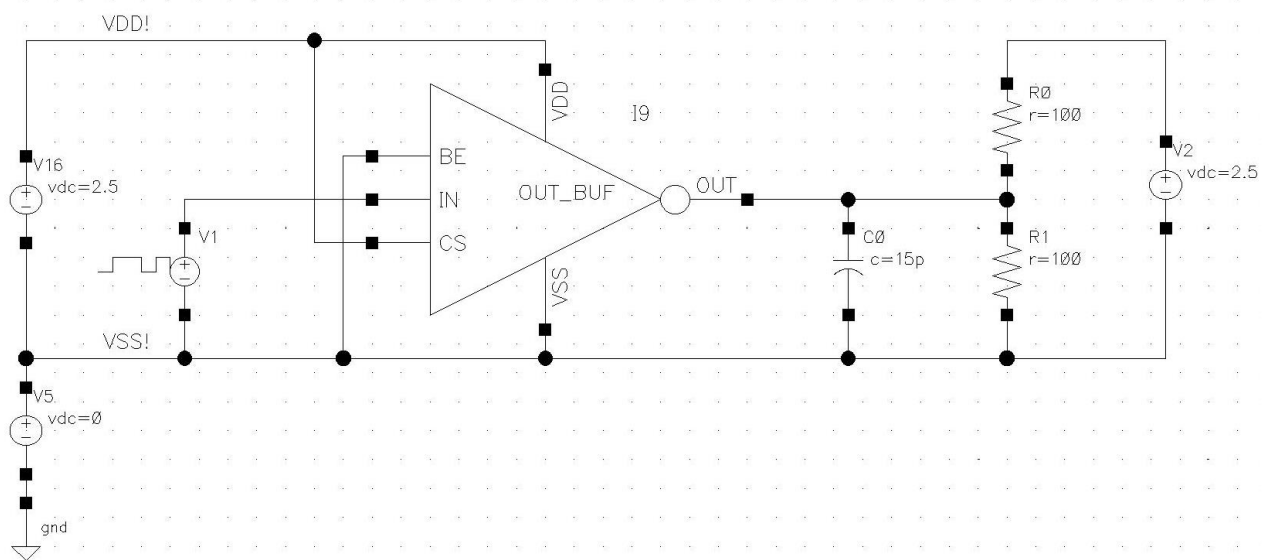 VDD!
V16
vdc=2.5
V1
VSS!
V5
vdc=0
gnd
BE
IN
CS
OUT_BUF
VDD
VSS
I9
OUT
C0
c=15p
R0
r=100
R1
r=100
V2
vdc=2.5